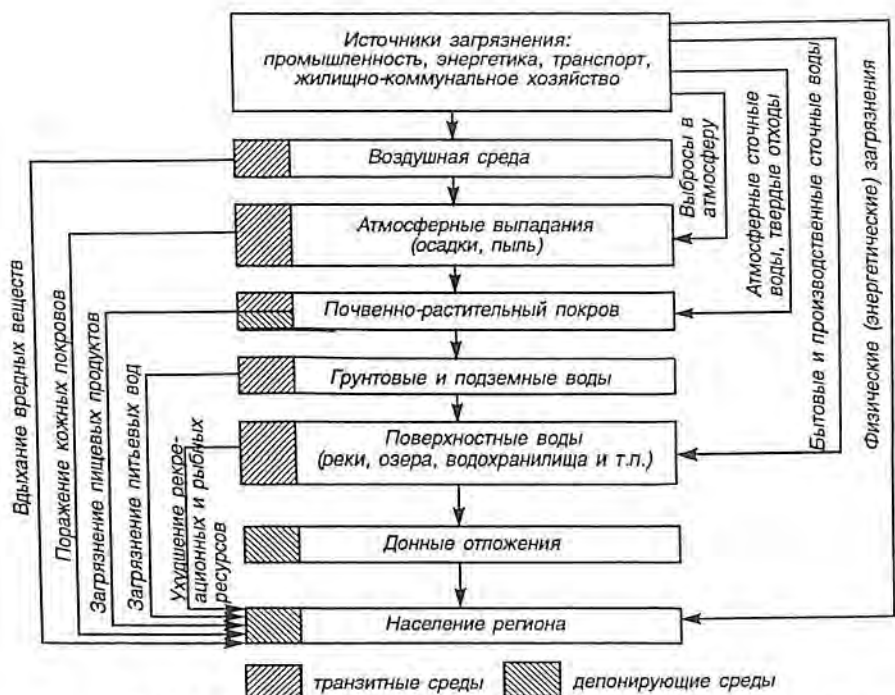 Источники загрязнения:
промышленность, энергетика, транспорт,
жилищно-коммунальное хозяйство
Воздушная среда
Атмосферные выпадания
(осадки, пыль)
Почвенно-растительный покров
Грунтовые и подземные воды
Поверхностные воды
(реки, озера, водохранилища и т.п.)
Донные отложения
Население региона
Вдыхание вредных веществ
Поражение кожных покровов
Загрязнение пищевых продуктов
Загрязнение питьевых вод
Ухудшение рекре-
ационных и рыбных
ресурсов
Выбросы в
атмосферу
Атмосферные сточные
воды, твердые отходы
Бытовые и производственные сточные воды
Физические (энергетические) загрязнения
транзитные среды
депонирующие среды